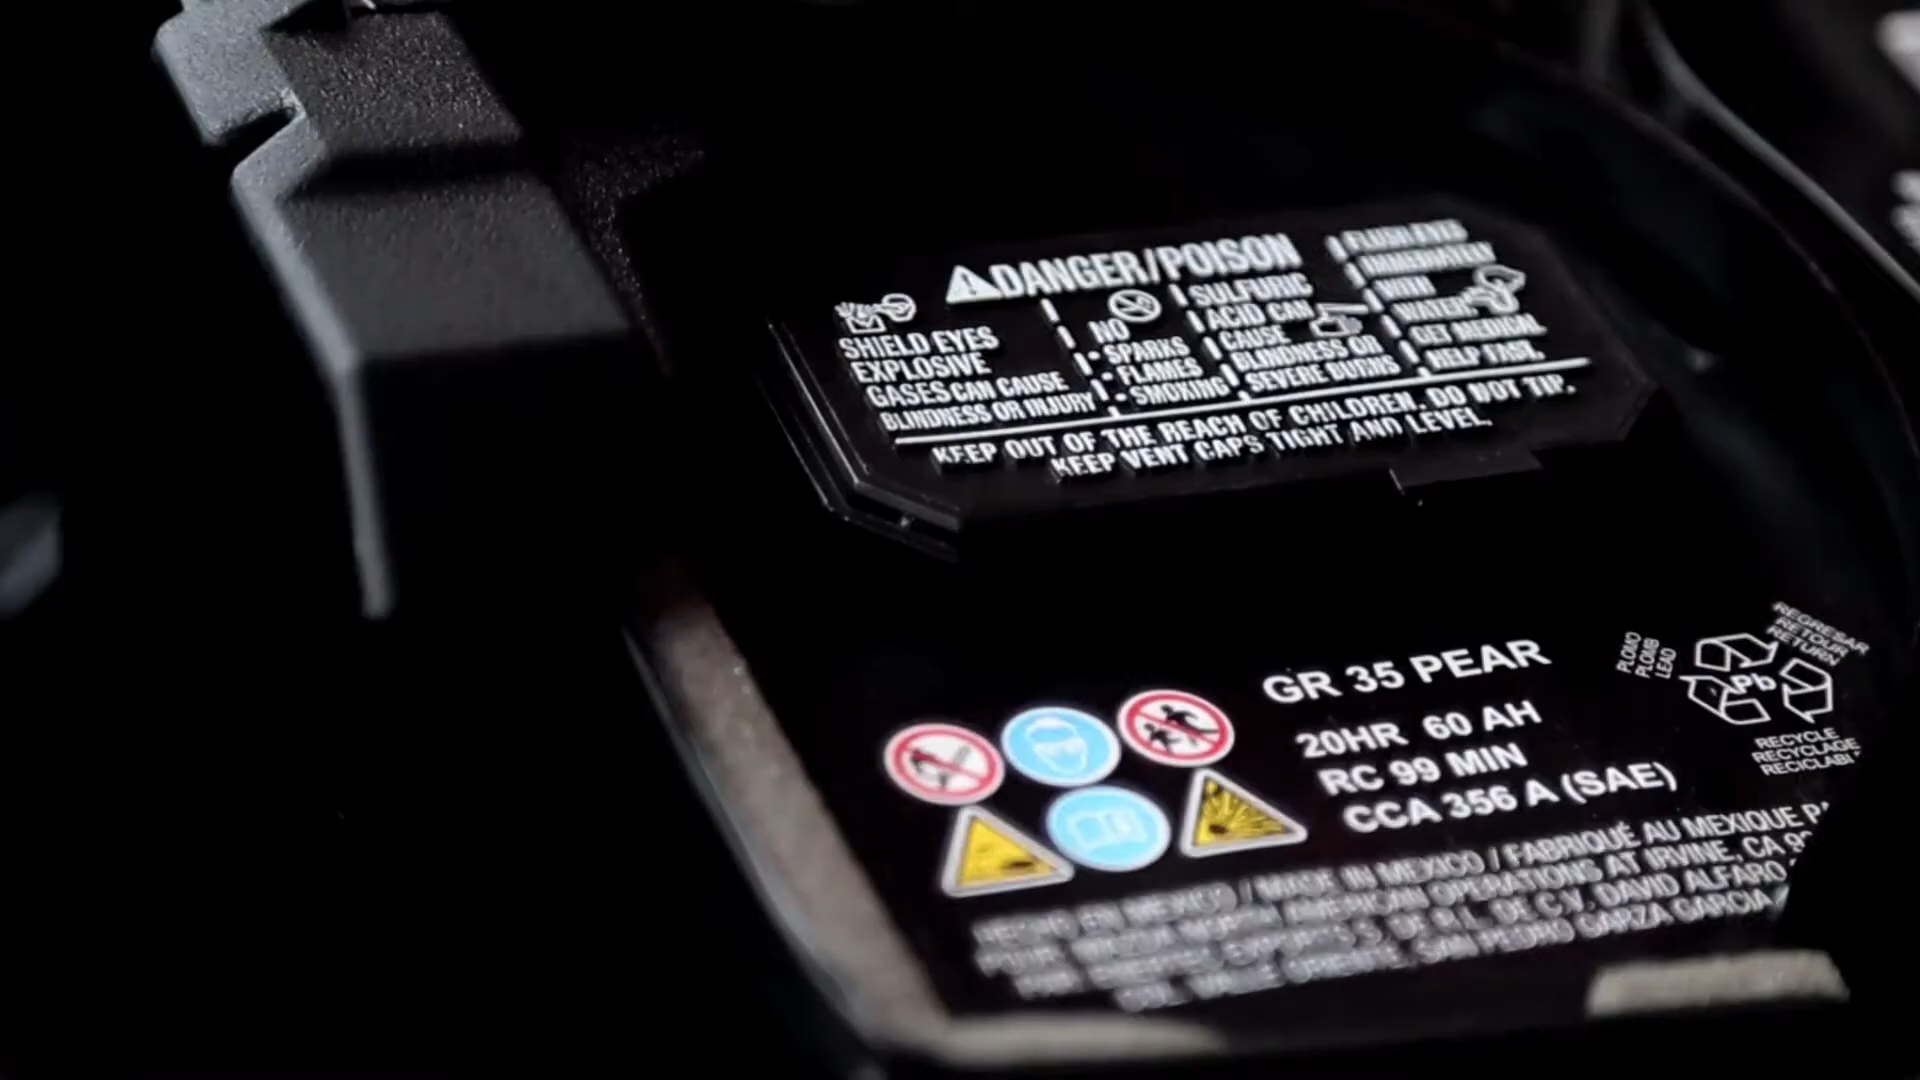 DANGER/POISON
SHIELD EYES
EXPLOSIVE
GASES CAN CAUSE
BLINDNESS OR INJURY
NO
• SPARKS
• FLAMES
• SMOKING
SULFURIC
ACID CAN
CAUSE
BLINDNESS OR
SEVERE BURNS
FLUSH EYES
IMMEDIATELY
WITH
WATER
GET MEDICAL
HELP FAST.
KEEP OUT OF THE REACH OF CHILDREN. DO NOT TIP.
KEEP VENT CAPS TIGHT AND LEVEL.
GR 35 PEAR
20HR 60 AH
RC 99 MIN
CCA 356 A (SAE)
PLOMO
PLOMB
LEAD
Pb
REGRESAR
RETOUR
RETURN
RECYCLE
RECYCLAGE
RECICLABL
HECHO EN MEXICO / MADE IN MEXICO / FABRIQUÉ AU MEXIQUE
NORTH AMERICAN OPERATIONS AT IRVINE, CA
S. DE R.L. DE C.V. DAVID ALFARO
SAN PEDRO GARZA GARCIA